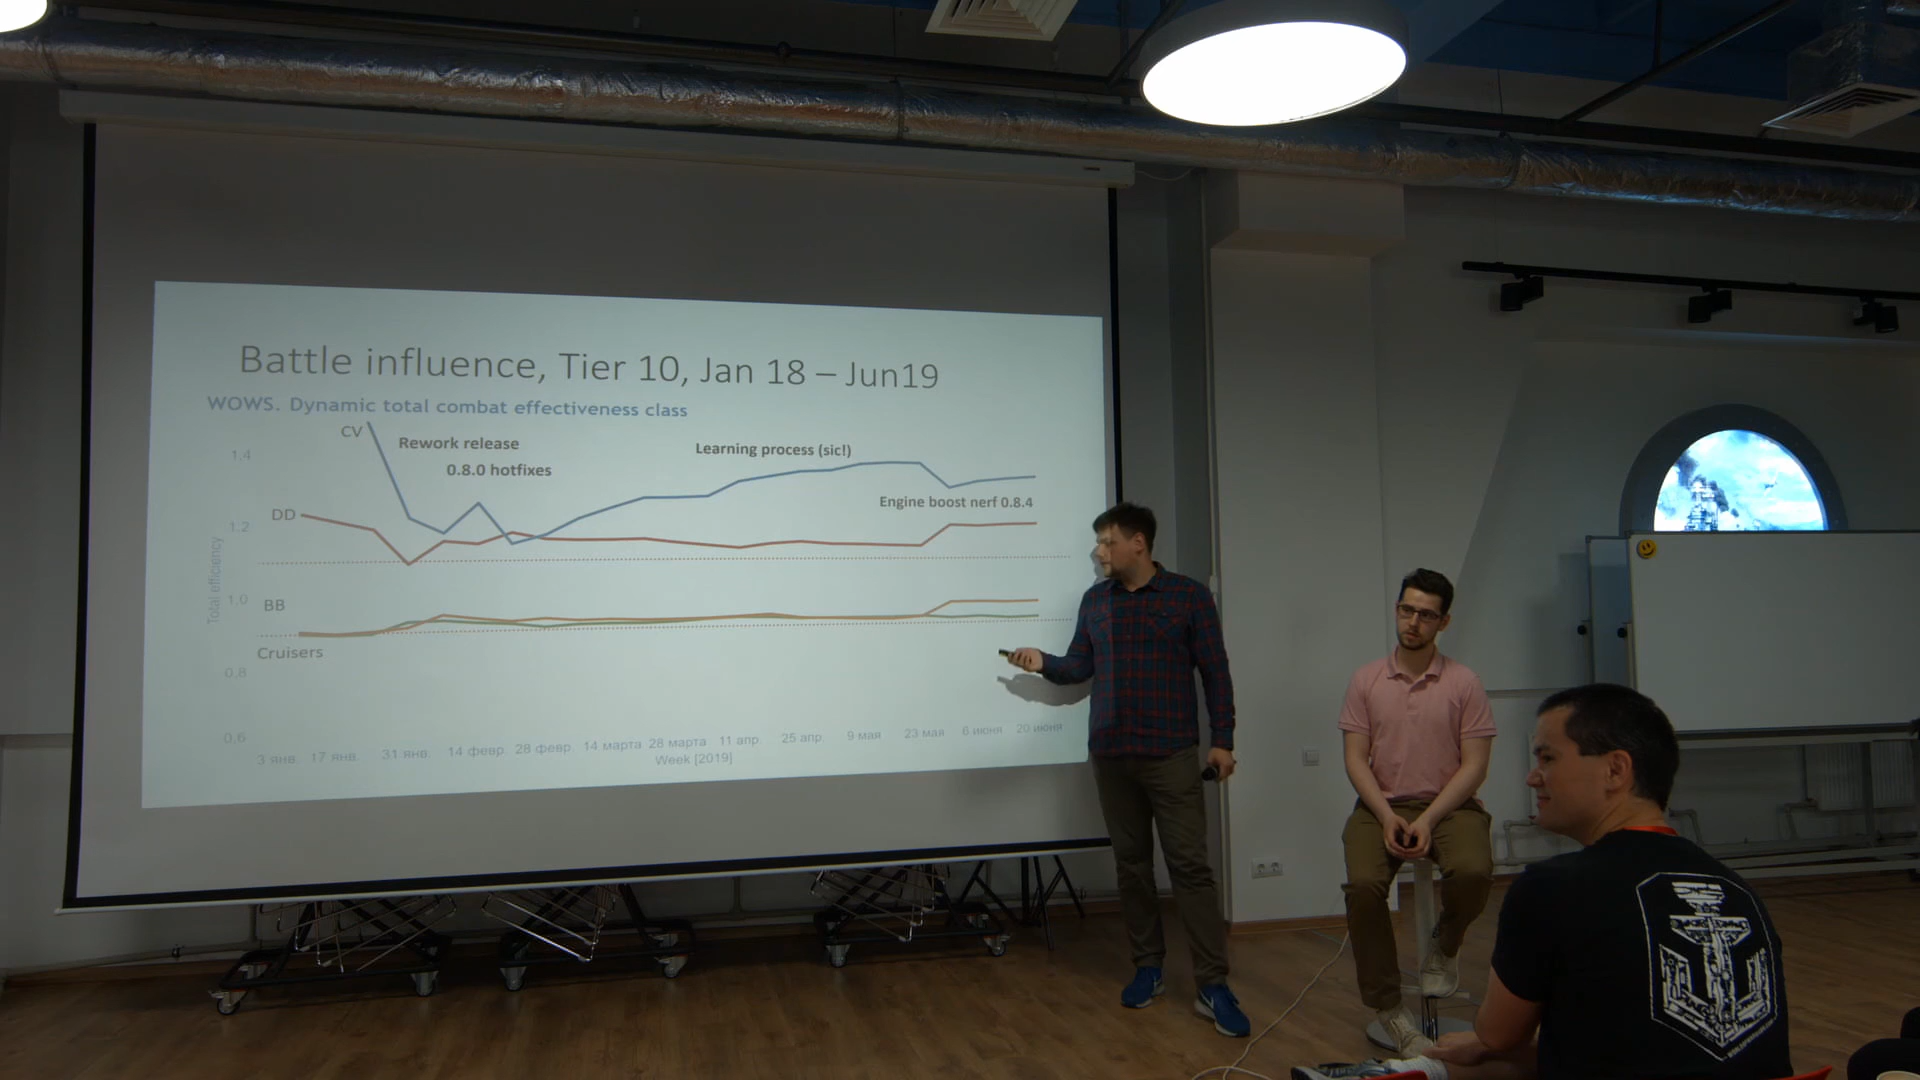 Battle influence, Tier 10, Jan 18 – Jun19
WOWS. Dynamic total combat effectiveness class
CV
Rework release
0.8.0 hotfixes
Learning process (sic!)
Engine boost nerf 0.8.4
DD
BB
Cruisers
Total efficiency
1.4
1.2
1.0
0,8
0,6
3 янв. 17 янв. 31 янв. 14 февр. 28 февр. 14 марта 28 марта 11 апр. 25 апр. 9 мая 23 мая 6 июня 20 июня
Week [2019]